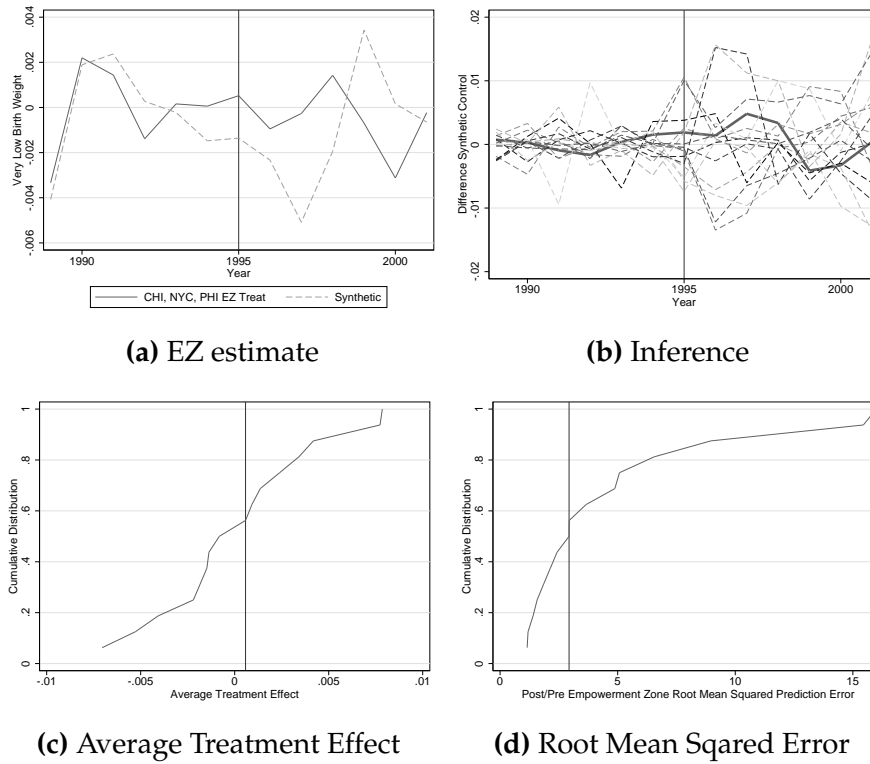 .004
.002
0
-.002
-.004
-.006
Very Low Birth Weight
1990
1995
2000
Year
CHI, NYC, PHI EZ Treat
Synthetic
(a) EZ estimate
.02
.01
0
-.01
-.02
Difference Synthetic Control
1990
1995
2000
Year
(b) Inference
1
.8
.6
.4
.2
0
Cumulative Distribution
-.01
-.005
0
.005
.01
Average Treatment Effect
(c) Average Treatment Effect
1
.8
.6
.4
.2
0
Cumulative Distribution
0
5
10
15
Post/Pre Empowerment Zone Root Mean Squared Prediction Error
(d) Root Mean Sqared Error